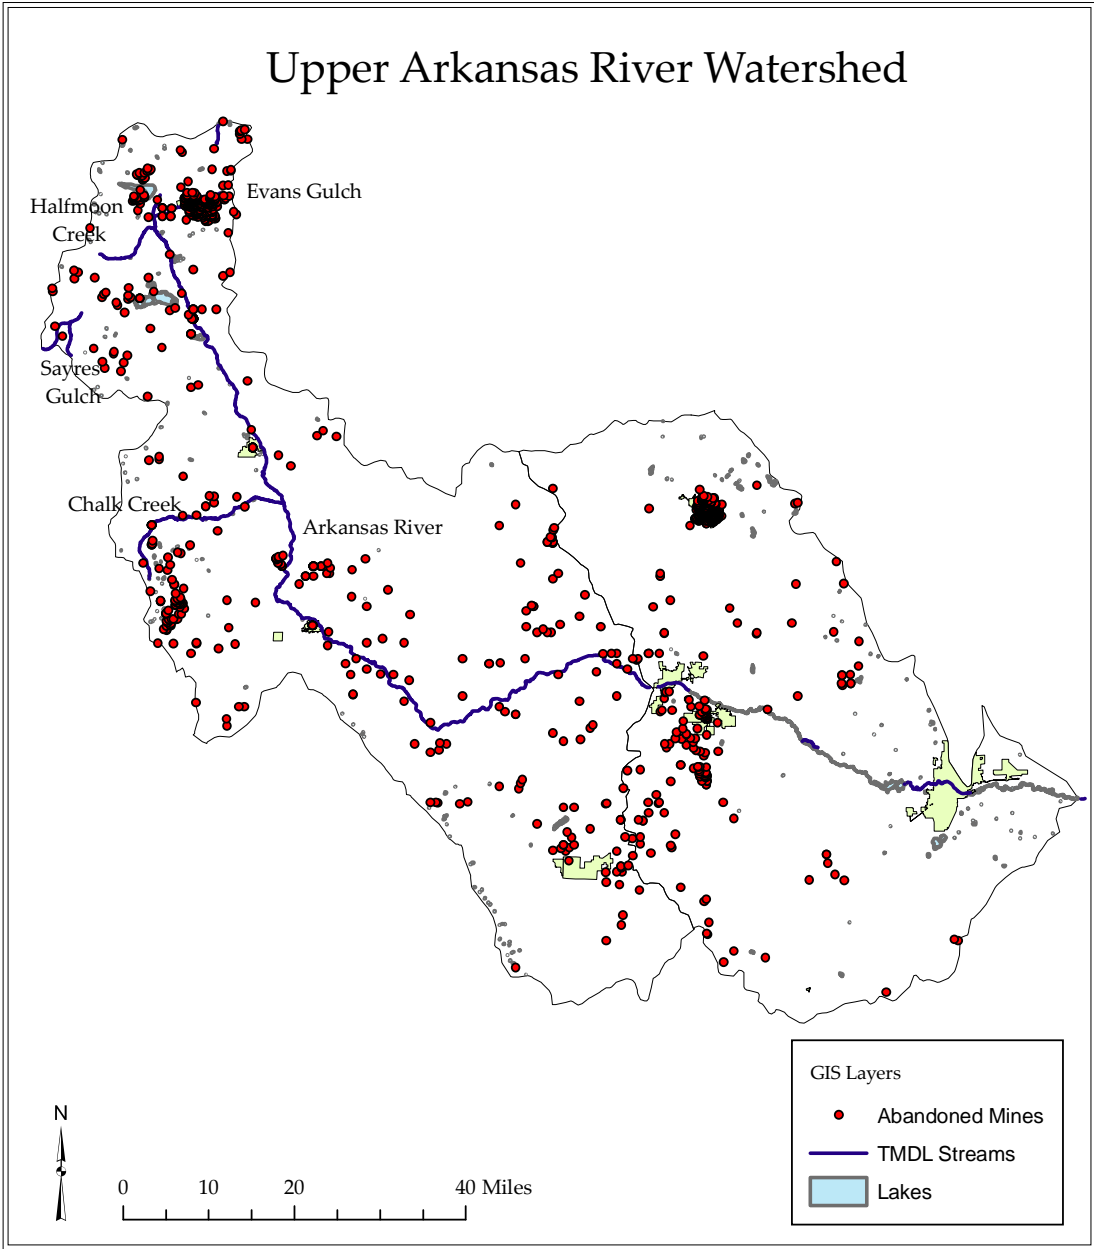 Upper Arkansas River Watershed
Evans Gulch
Halfmoon
Creek
Sayres
Gulch
Chalk Creek
Arkansas River
GIS Layers
Abandoned Mines
TMDL Streams
Lakes
N
0 10 20 40 Miles